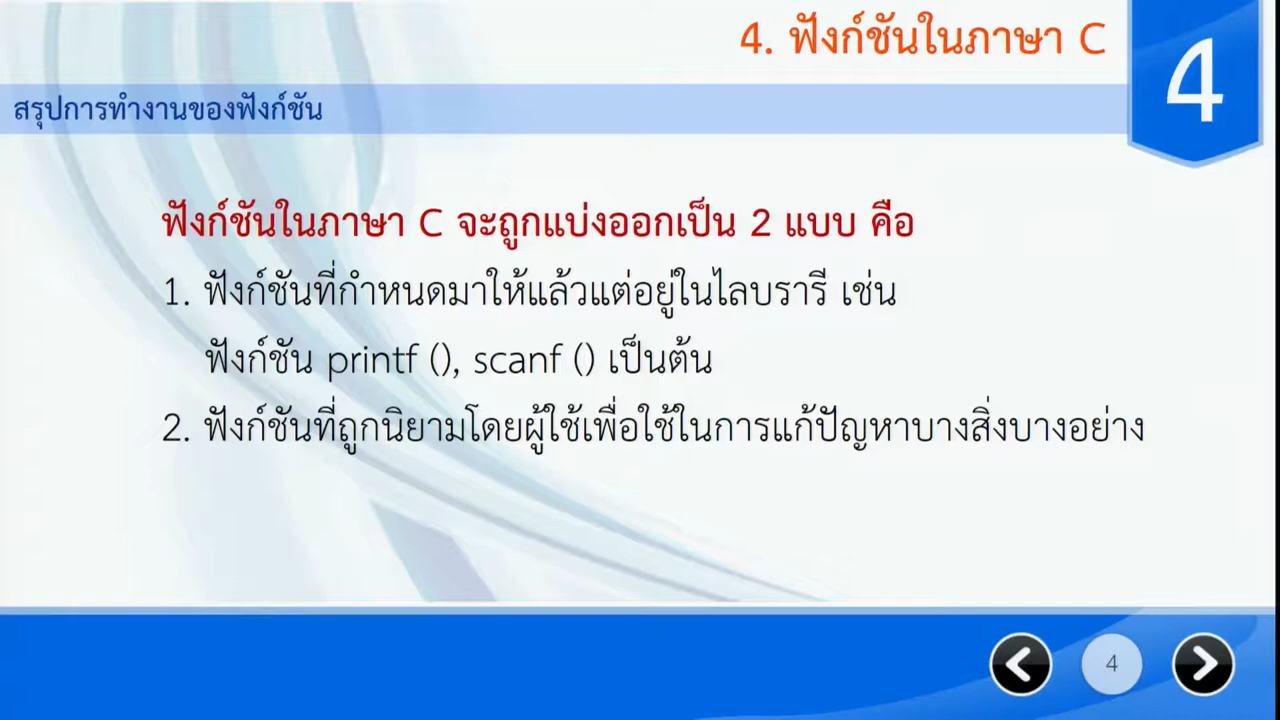 4. ฟังก์ชันในภาษา C
4
สรุปการทำงานของฟังก์ชัน
ฟังก์ชันในภาษา C จะถูกแบ่งออกเป็น 2 แบบ คือ
1. ฟังก์ชันที่กำหนดมาให้แล้วแต่อยู่ในไลบรารี เช่น
ฟังก์ชัน printf (), scanf () เป็นต้น
2. ฟังก์ชันที่ถูกนิยามโดยผู้ใช้เพื่อใช้ในการแก้ปัญหาบางสิ่งบางอย่าง
4